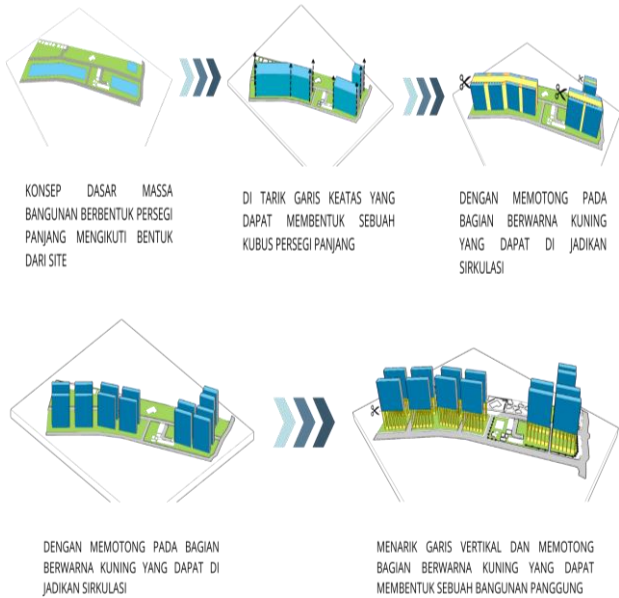 KONSEP DASAR MASSA
BANGUNAN BERBENTUK PERSEGI
PANJANG MENGIKUTI BENTUK
DARI SITE
DI TARIK GARIS KEATAS YANG
DAPAT MEMBENTUK SEBUAH
KUBUS PERSEGI PANJANG
DENGAN MEMOTONG PADA
BAGIAN BERWARNA KUNING
YANG DAPAT DI JADIKAN
SIRKULASI
DENGAN MEMOTONG PADA BAGIAN
BERWARNA KUNING YANG DAPAT DI
JADIKAN SIRKULASI
MENARIK GARIS VERTIKAL DAN MEMOTONG
BAGIAN BERWARNA KUNING YANG DAPAT
MEMBENTUK SEBUAH BANGUNAN PANGGUNG